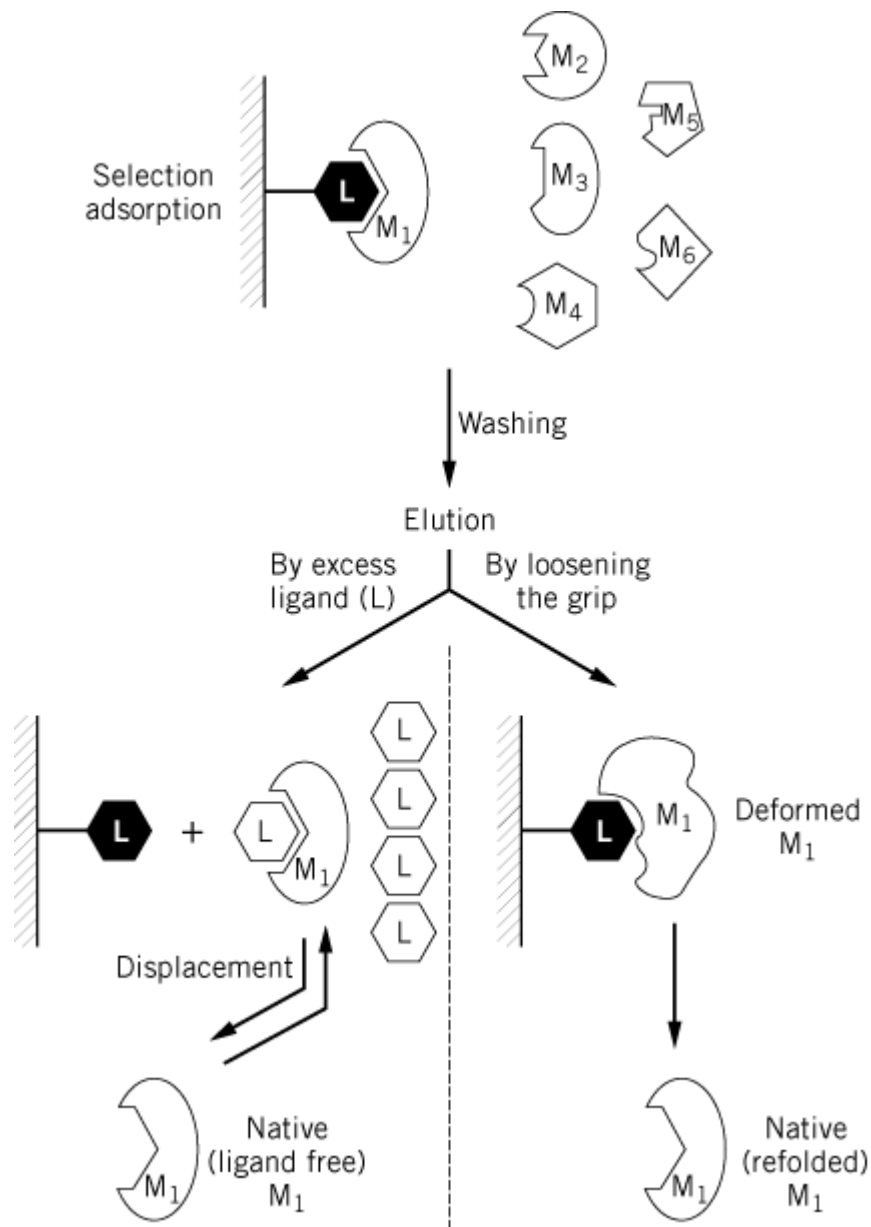 M2
M5
Selection
adsorption
L
M1
M3
M6
M4
Washing
Elution
By excess
ligand (L)
By loosening
the grip
L
+
L
M1
L
L
L
L
L
M1
Deformed
M1
Displacement
M1
Native
(ligand free)
M1
M1
Native
(refolded)
M1